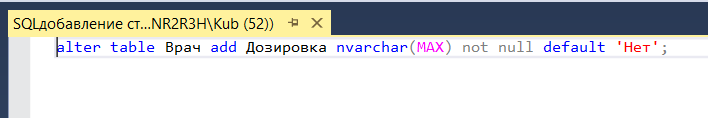 SQLдобавление ст...NR2R3H\Kub (52))
alter table Врач add Дозировка nvarchar(MAX) not null default 'Нет';